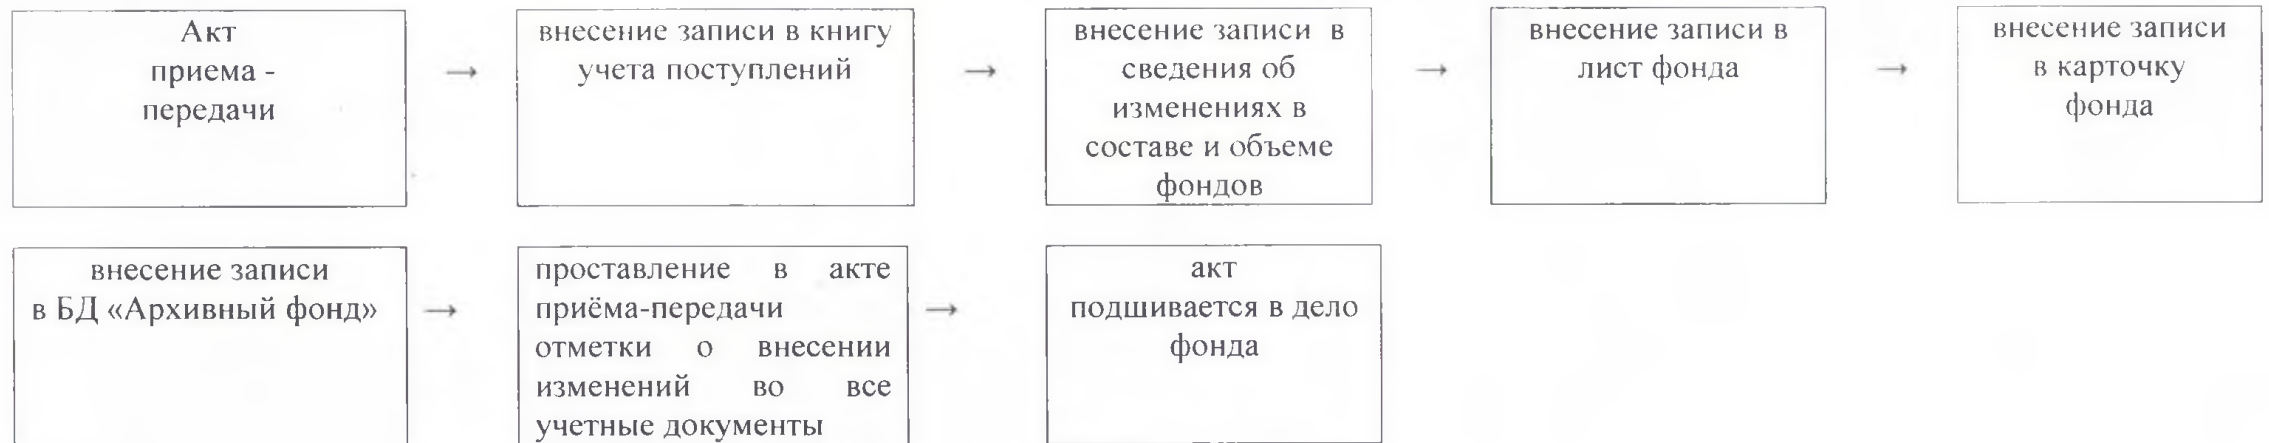 Акт
приема -
передачи
→
внесение записи в книгу
учета поступлений
→
внесение записи в
сведения об
изменениях в
составе и объеме
фондов
→
внесение записи в
лист фонда
→
внесение записи
в карточку
фонда
внесение записи
в БД «Архивный фонд»
→
проставление в акте
приёма-передачи
отметки о внесении
изменений во все
учетные документы
→
акт
подшивается в дело
фонда